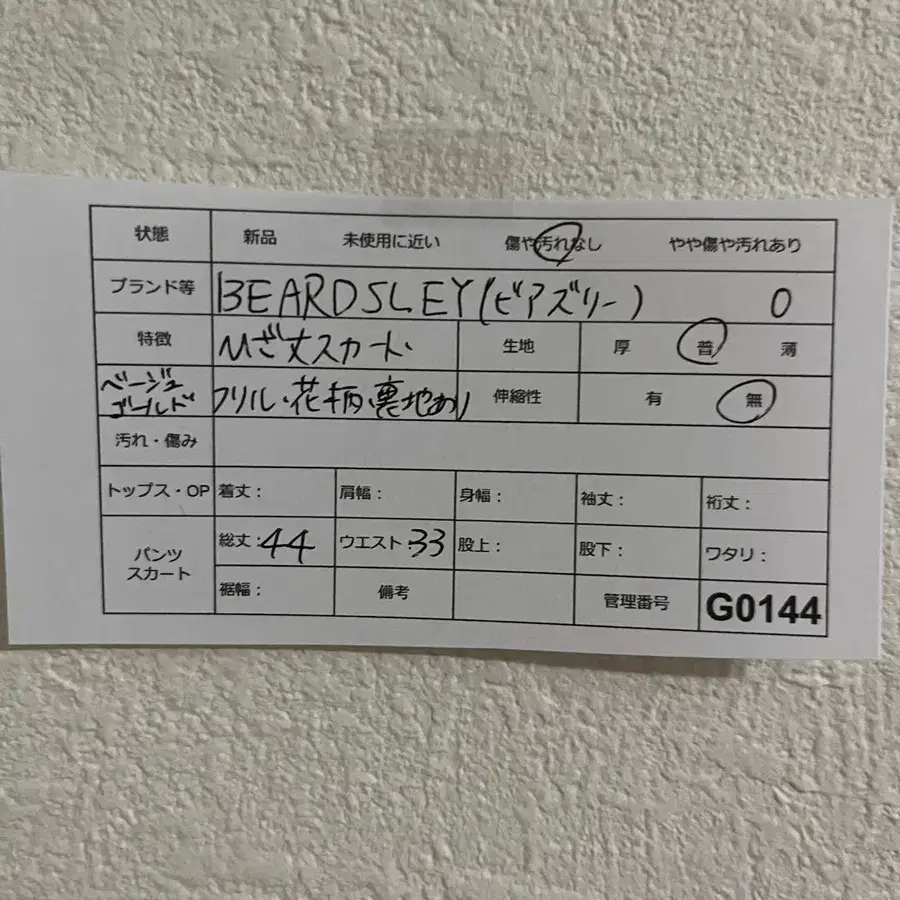 状態 新品 未使用に近い 傷や汚れなし やや傷や汚れあり
ブランド等 BEARDSLEY(ビアズリー) 0
特徴 ひざ丈スカート 生地 厚 普 薄
ベージュ ゴールド フリル・花柄・裏地あり 伸縮性 有 無
汚れ・傷み
トップス・OP 着丈: 肩幅: 身幅: 袖丈: 裄丈:
パンツ スカート 総丈:44 ウエスト:33 股上: 股下: ワタリ:
裾幅: 備考 管理番号 G0144